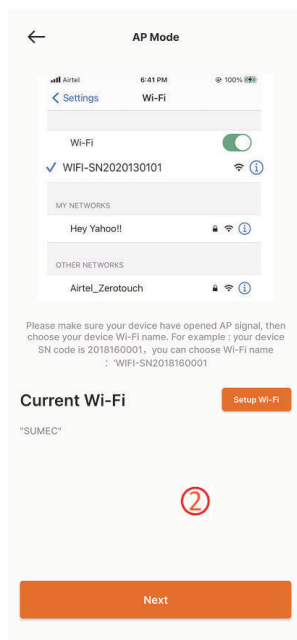 AP Mode
Airtel 6:41 PM 100%
Settings Wi-Fi
Wi-Fi
WIFI-SN2020130101
MY NETWORKS
Hey Yahoo!!
OTHER NETWORKS
Airtel_Zerotouch
Please make sure your device have opened AP signal, then
choose your device Wi-Fi name. For example : your device
SN code is 2018160001，you can choose Wi-Fi name
： 'WIFI-SN2018160001
Current Wi-Fi
Setup Wi-Fi
"SUMEC"
②
Next